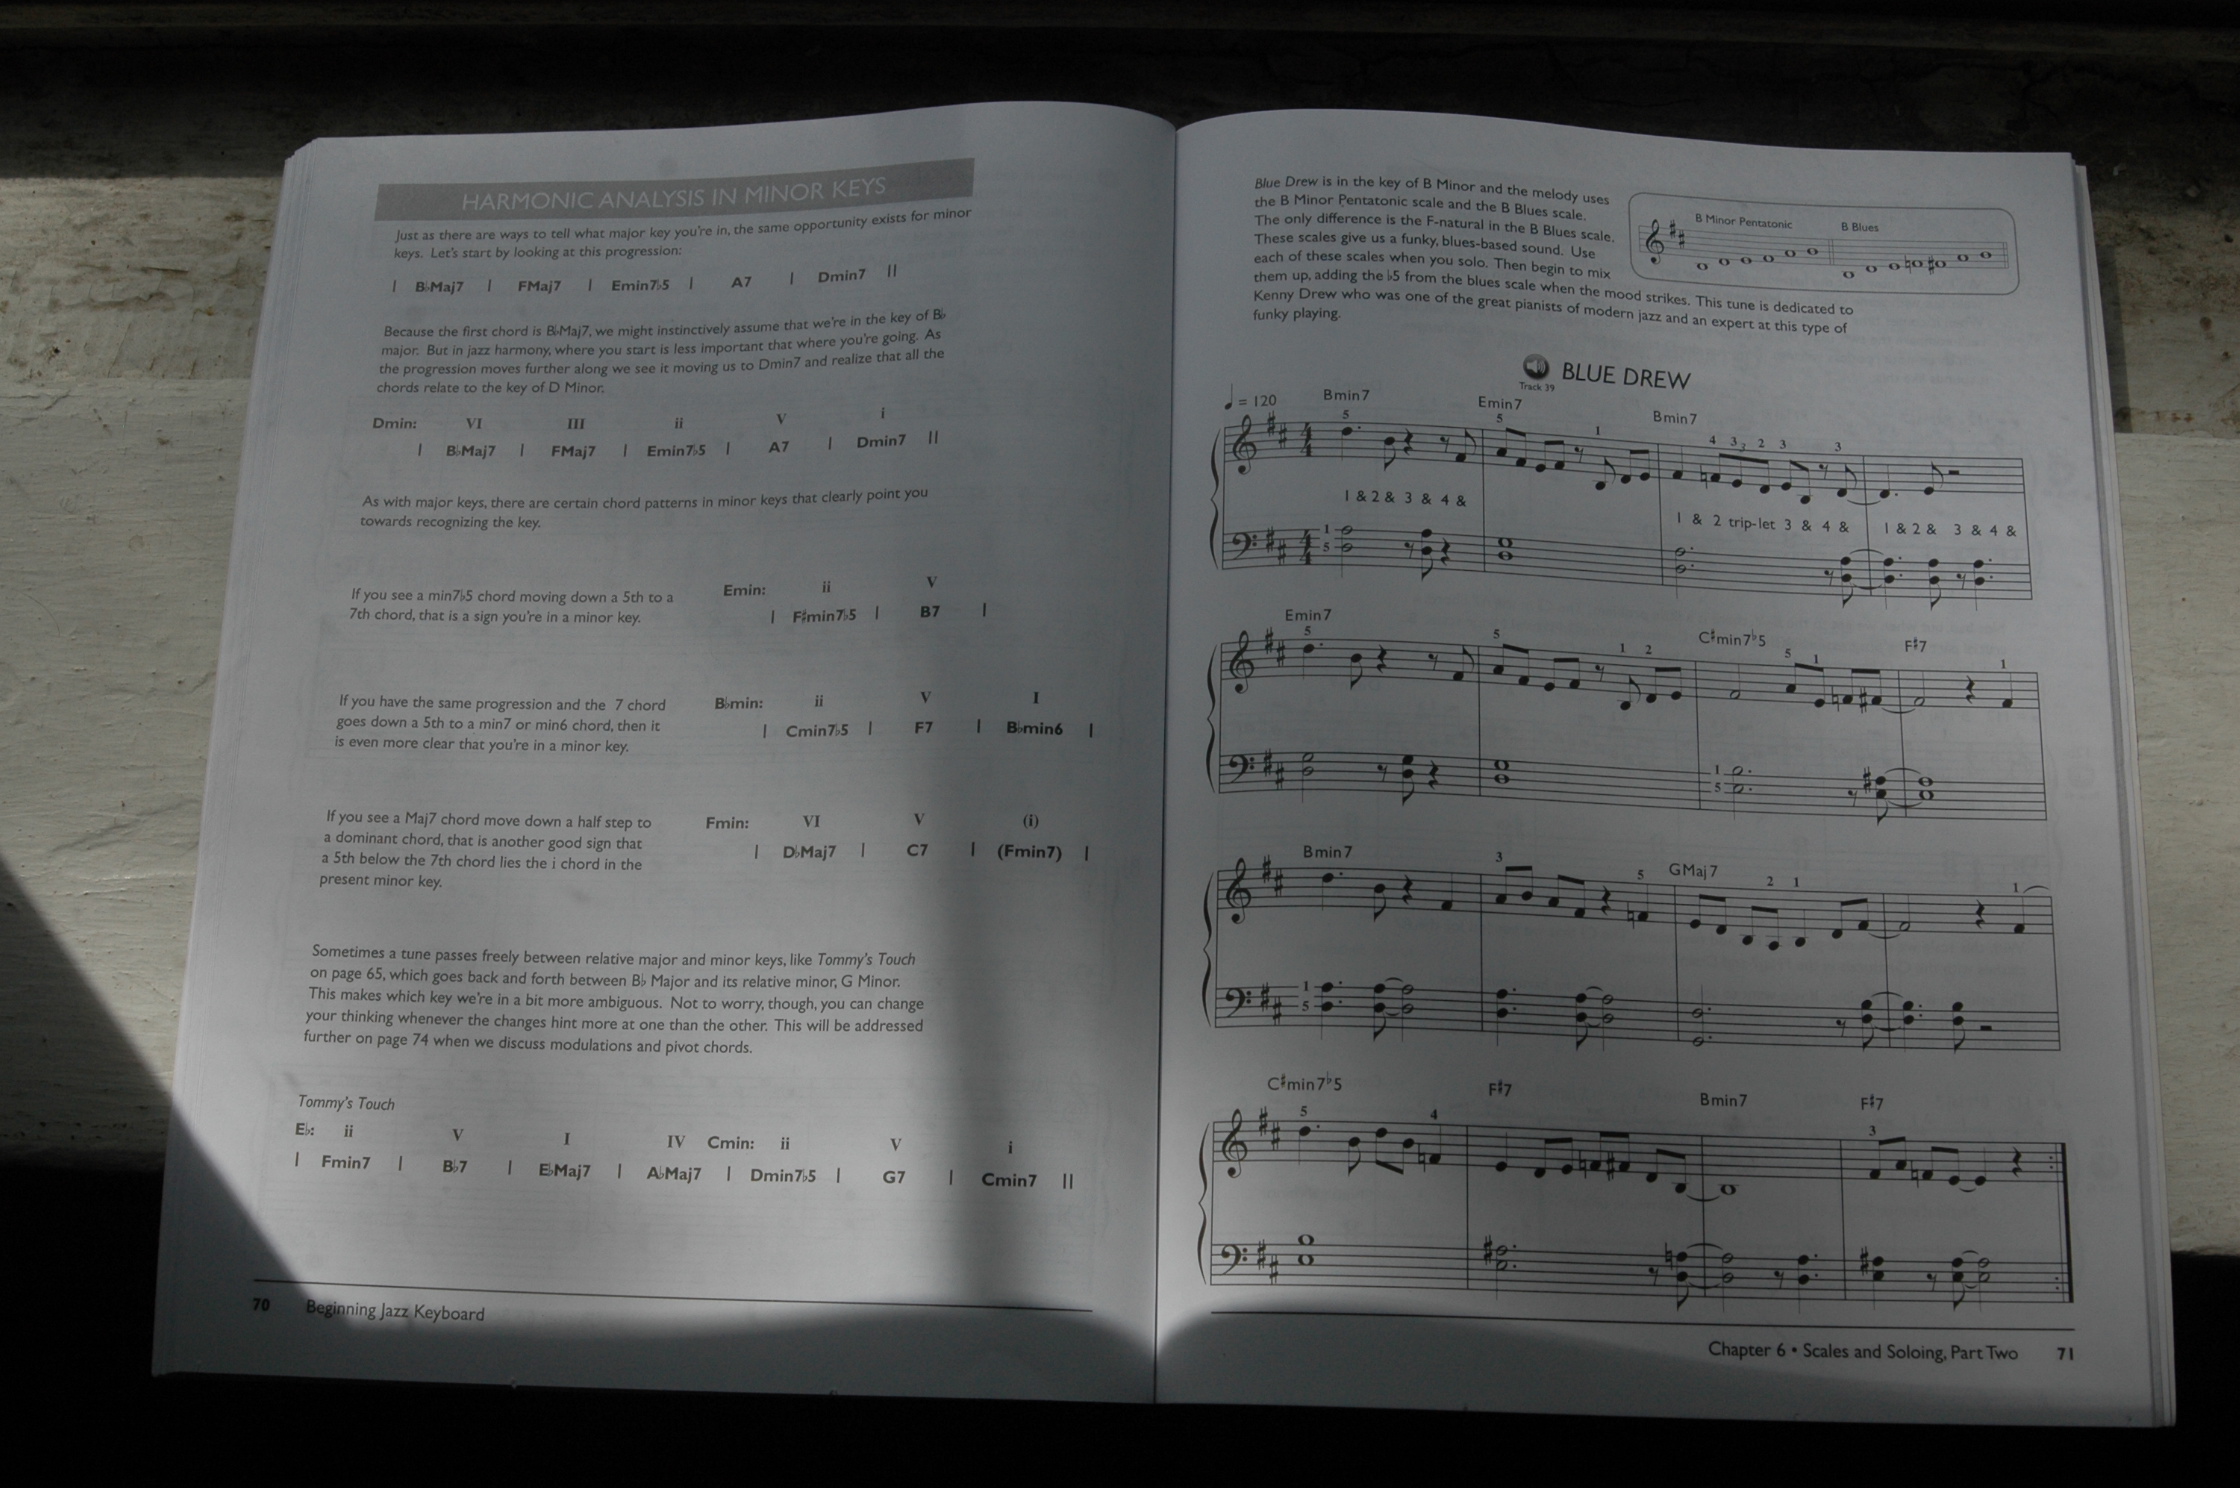 HARMONIC ANALYSIS IN MINOR KEYS
Just as there are ways to tell what major key you're in, the same opportunity exists for minor
keys. Let's start by looking at this progression:
| B♭Maj7 | FMaj7 | Emin7♭5 | A7 | Dmin7 ||
Because the first chord is B♭Maj7, we might instinctively assume that we're in the key of B♭
major. But in jazz harmony, where you start is less important that where you're going. As
the progression moves further along we see it moving us to Dmin7 and realize that all the
chords relate to the key of D Minor.
Dmin: VI III ii V i
| B♭Maj7 | FMaj7 | Emin7♭5 | A7 | Dmin7 ||
As with major keys, there are certain chord patterns in minor keys that clearly point you
towards recognizing the key.
If you see a min7♭5 chord moving down a 5th to a
7th chord, that is a sign you're in a minor key.
Emin: ii V
| F♯min7♭5 | B7 |
If you have the same progression and the 7 chord
goes down a 5th to a min7 or min6 chord, then it
is even more clear that you're in a minor key.
B♭min: ii V I
| Cmin7♭5 | F7 | B♭min6 |
If you see a Maj7 chord move down a half step to
a dominant chord, that is another good sign that
a 5th below the 7th chord lies the i chord in the
present minor key.
Fmin: VI V (i)
| D♭Maj7 | C7 | (Fmin7) |
Sometimes a tune passes freely between relative major and minor keys, like Tommy's Touch
on page 65, which goes back and forth between B♭ Major and its relative minor, G Minor.
This makes which key we're in a bit more ambiguous. Not to worry, though, you can change
your thinking whenever the changes hint more at one than the other. This will be addressed
further on page 74 when we discuss modulations and pivot chords.
Tommy's Touch
E♭: ii V I IV Cmin: ii V i
| Fmin7 | B♭7 | E♭Maj7 | A♭Maj7 | Dmin7♭5 | G7 | Cmin7 ||
70 Beginning Jazz Keyboard
Blue Drew is in the key of B Minor and the melody uses
the B Minor Pentatonic scale and the B Blues scale.
The only difference is the F-natural in the B Blues scale.
These scales give us a funky, blues-based sound. Use
each of these scales when you solo. Then begin to mix
them up, adding the ♭5 from the blues scale when the mood strikes. This tune is dedicated to
Kenny Drew who was one of the great pianists of modern jazz and an expert at this type of
funky playing.
B Minor Pentatonic B Blues
BLUE DREW
Track 39
♩ = 120
Bmin7 Emin7 Bmin7
5 5 1 4 3 3 2 3 3
1 & 2 & 3 & 4 & 1 & 2 trip-let 3 & 4 & 1 & 2 & 3 & 4 &
1
5
Emin7 C♯min7♭5 F♯7
5 5 1 2 5 1 1
1
5
Bmin7 GMaj7
3 5 2 1 1
1
5
C♯min7♭5 F♯7 Bmin7 F♯7
5 4 3
Chapter 6 • Scales and Soloing, Part Two 71